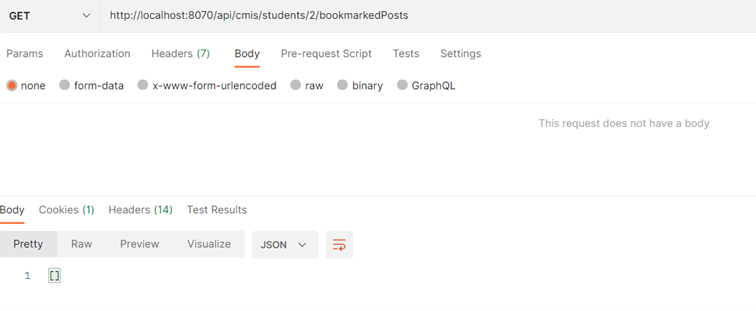 GET http://localhost:8070/api/cmis/students/2/bookmarkedPosts
Params Authorization Headers (7) Body Pre-request Script Tests Settings
none form-data x-www-form-urlencoded raw binary GraphQL
This request does not have a body
Body Cookies (1) Headers (14) Test Results
Pretty Raw Preview Visualize JSON
1 []